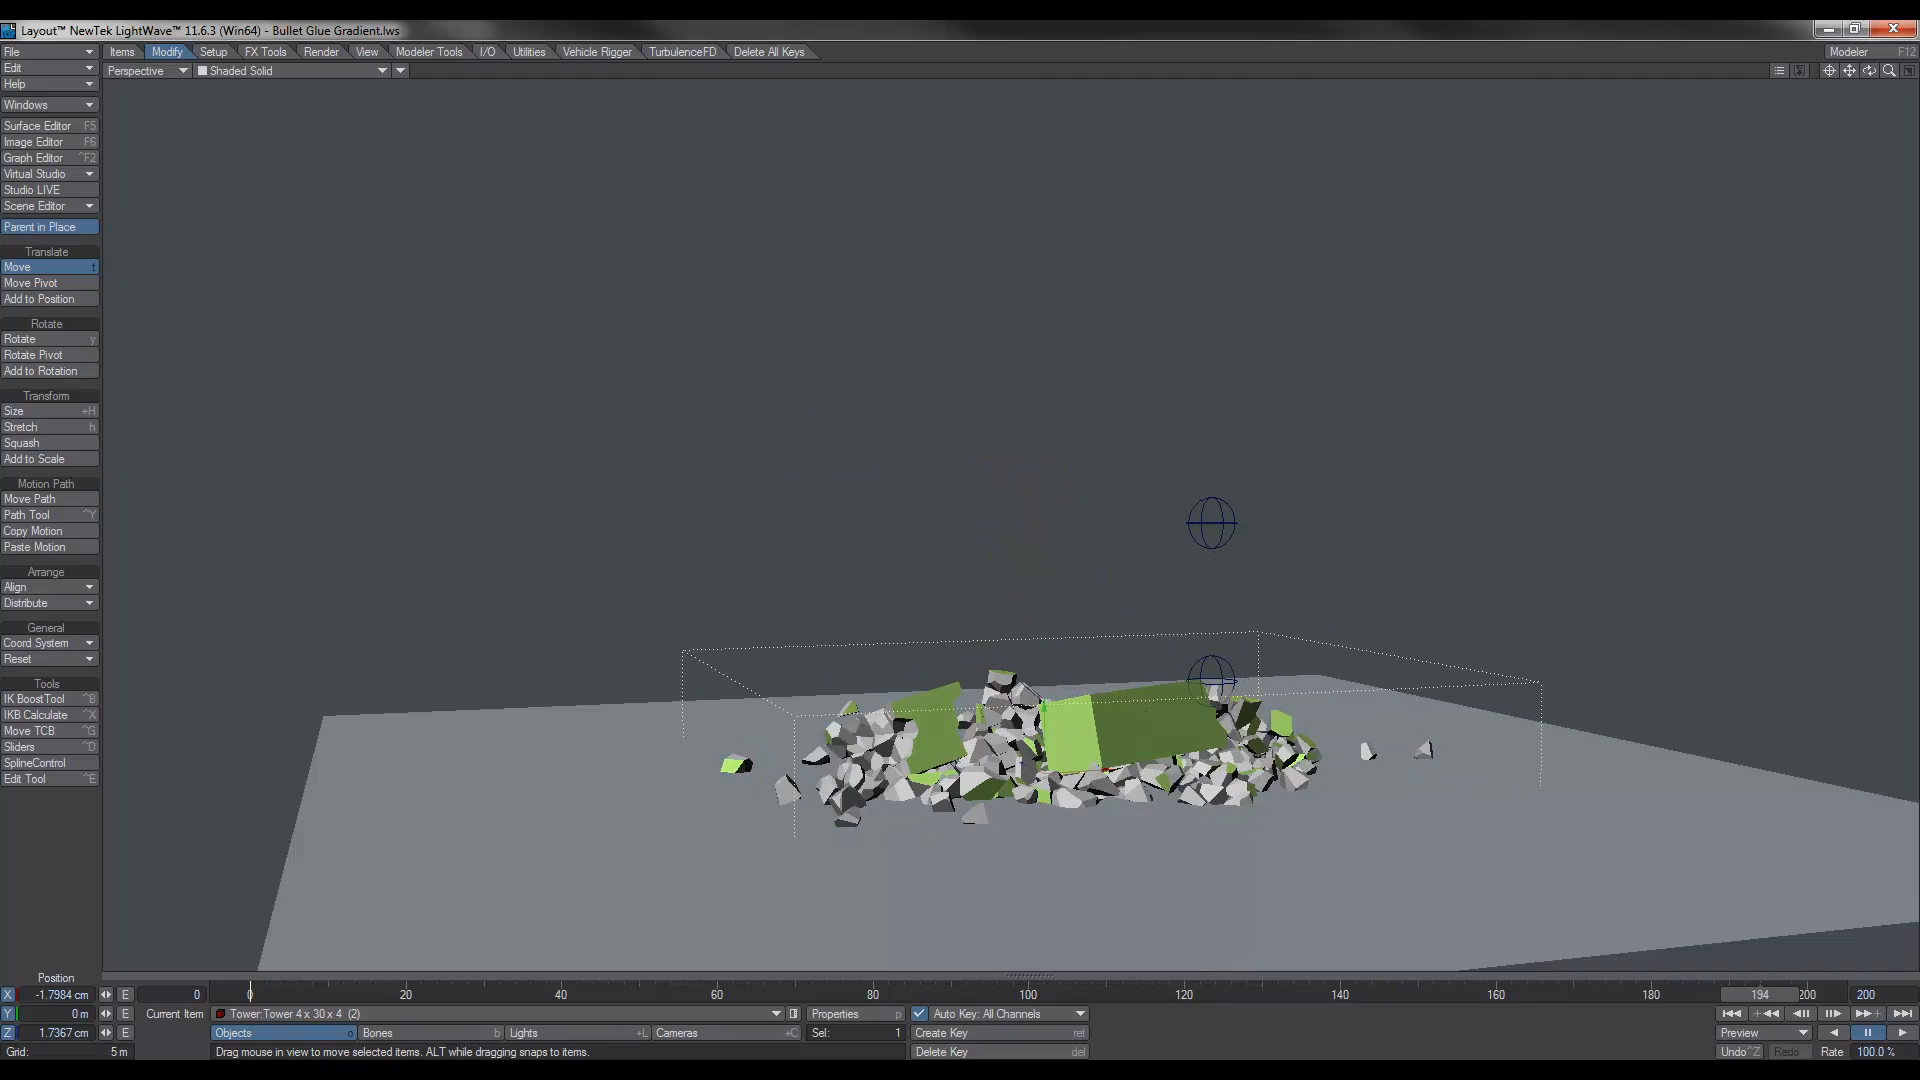 Layout™ NewTek LightWave™ 11.6.3 (Win64) - Bullet Glue Gradient.lws
File Items Modify Setup FX Tools Render View Modeler Tools I/O Utilities Vehicle Rigger TurbulenceFD Delete All Keys Modeler F12
Edit Perspective Shaded Solid
Help
Windows
Surface Editor F5
Image Editor F6
Graph Editor ^F2
Virtual Studio
Studio LIVE
Scene Editor
Parent in Place
Translate
Move t
Move Pivot
Add to Position
Rotate
Rotate y
Rotate Pivot
Add to Rotation
Transform
Size +H
Stretch h
Squash
Add to Scale
Motion Path
Move Path
Path Tool ^Y
Copy Motion
Paste Motion
Arrange
Align
Distribute
General
Coord System
Reset
Tools
IK BoostTool ^B
IKB Calculate ^X
Move TCB ^G
Sliders ^D
SplineControl
Edit Tool ^E
Position
X -1.7984 cm E 0 0 20 40 60 80 100 120 140 160 180 194 200 200
Y 0 m E Current Item Tower:Tower 4 x 30 x 4 (2) Properties p Auto Key: All Channels
Z 1.7367 cm E Objects o Bones b Lights +L Cameras +C Sel: 1 Create Key ret Preview
Grid: 5 m Drag mouse in view to move selected items. ALT while dragging snaps to items. Delete Key del Undo ^Z Redo Rate 100.0 %